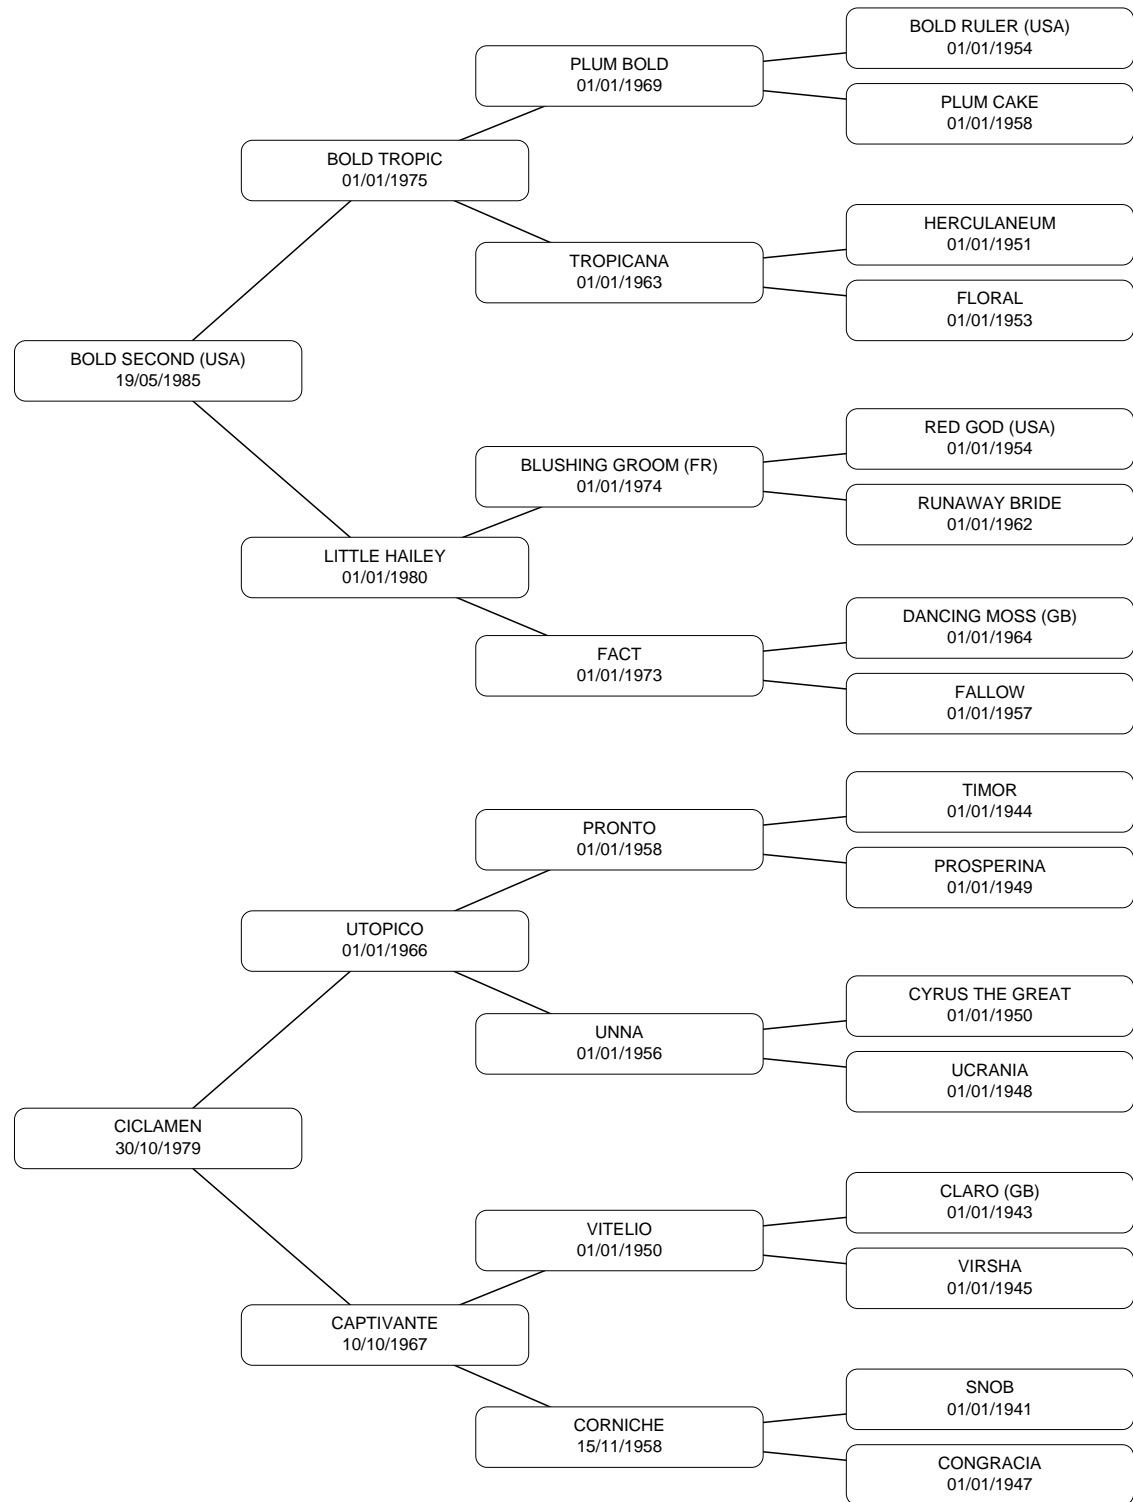 BOLD RULER (USA)
01/01/1954
PLUM BOLD
01/01/1969
PLUM CAKE
01/01/1958
BOLD TROPIC
01/01/1975
HERCULANEUM
01/01/1951
TROPICANA
01/01/1963
FLORAL
01/01/1953
BOLD SECOND (USA)
19/05/1985
RED GOD (USA)
01/01/1954
BLUSHING GROOM (FR)
01/01/1974
RUNAWAY BRIDE
01/01/1962
LITTLE HAILEY
01/01/1980
DANCING MOSS (GB)
01/01/1964
FACT
01/01/1973
FALLOW
01/01/1957
TIMOR
01/01/1944
PRONTO
01/01/1958
PROSPERINA
01/01/1949
UTOPICO
01/01/1966
CYRUS THE GREAT
01/01/1950
UNNA
01/01/1956
UCRANIA
01/01/1948
CICLAMEN
30/10/1979
CLARO (GB)
01/01/1943
VITELIO
01/01/1950
VIRSHA
01/01/1945
CAPTIVANTE
10/10/1967
SNOB
01/01/1941
CORNICHE
15/11/1958
CONGRACIA
01/01/1947